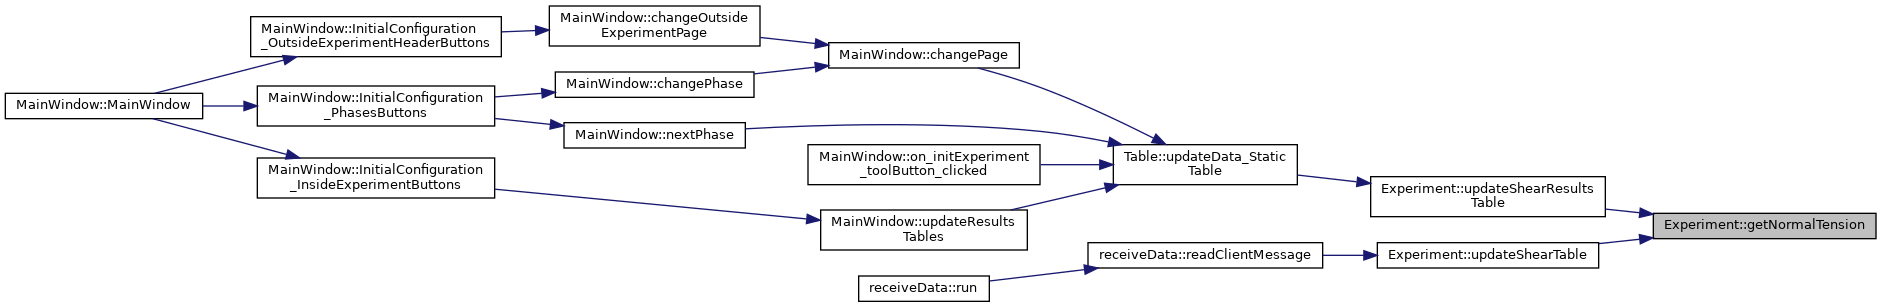 MainWindow::MainWindow
MainWindow::InitialConfiguration
_OutsideExperimentHeaderButtons
MainWindow::InitialConfiguration
_PhasesButtons
MainWindow::InitialConfiguration
_InsideExperimentButtons
MainWindow::changeOutside
ExperimentPage
MainWindow::changePhase
MainWindow::nextPhase
MainWindow::changePage
MainWindow::on_initExperiment
_toolButton_clicked
MainWindow::updateResults
Tables
receiveData::run
Table::updateData_Static
Table
receiveData::readClientMessage
Experiment::updateShearResults
Table
Experiment::updateShearTable
Experiment::getNormalTension